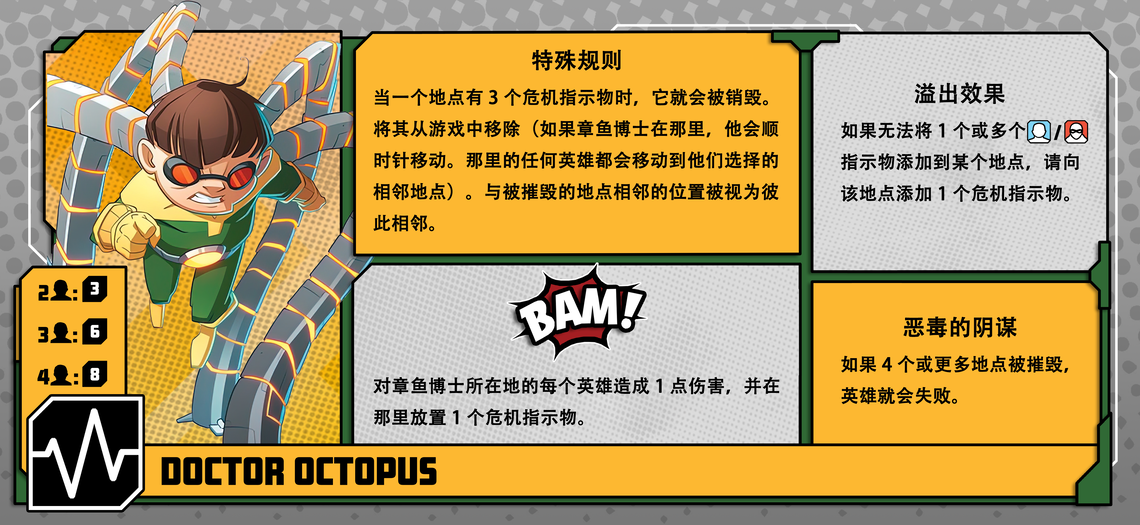 特殊规则
当一个地点有 3 个危机指示物时，它就会被销毁。
将其从游戏中移除（如果章鱼博士在那里，他会顺
时针移动。那里的任何英雄都会移动到他们选择的
相邻地点）。与被摧毁的地点相邻的位置被视为彼
此相邻。
溢出效果
如果无法将 1 个或多个 /
指示物添加到某个地点，请向
该地点添加 1 个危机指示物。
2 : 3
3 : 6
4 : 8
BAM!
对章鱼博士所在地的每个英雄造成 1 点伤害，并在
那里放置 1 个危机指示物。
恶毒的阴谋
如果 4 个或更多地点被摧毁，
英雄就会失败。
DOCTOR OCTOPUS